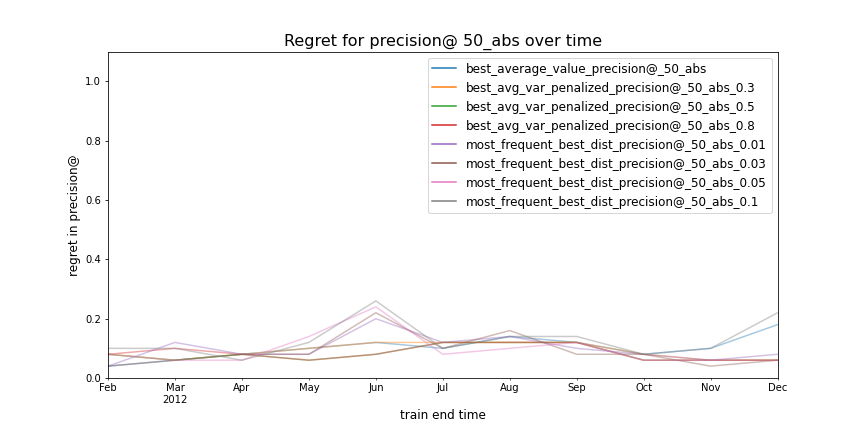 Regret for precision@ 50_abs over time
best_average_value_precision@_50_abs
best_avg_var_penalized_precision@_50_abs_0.3
best_avg_var_penalized_precision@_50_abs_0.5
best_avg_var_penalized_precision@_50_abs_0.8
most_frequent_best_dist_precision@_50_abs_0.01
most_frequent_best_dist_precision@_50_abs_0.03
most_frequent_best_dist_precision@_50_abs_0.05
most_frequent_best_dist_precision@_50_abs_0.1
regret in precision@
1.0
0.8
0.6
0.4
0.2
0.0
Feb Mar Apr May Jun Jul Aug Sep Oct Nov Dec
2012
train end time